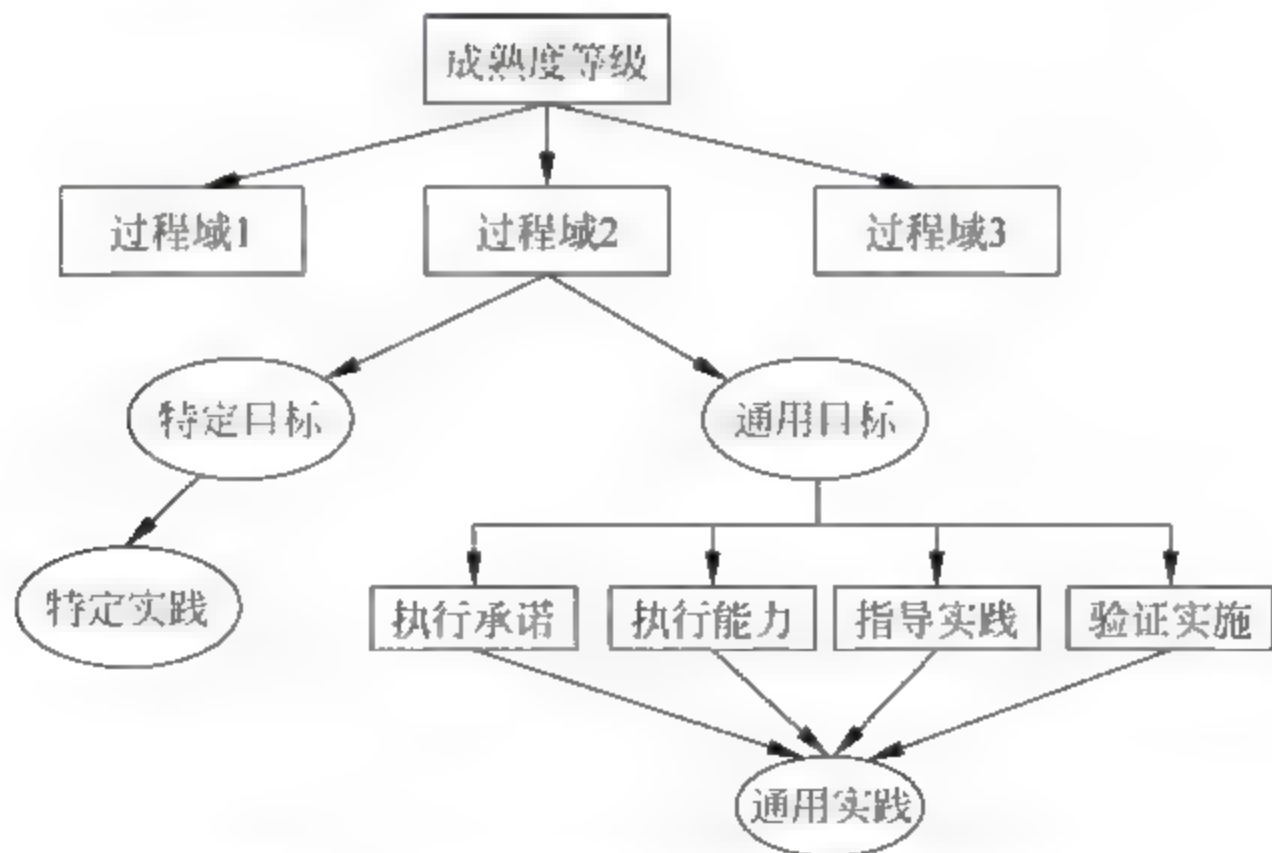 成熟度等级
过程域1
过程域2
过程域3
特定目标
通用目标
特定实践
执行承诺
执行能力
指导实践
验证实施
通用实践